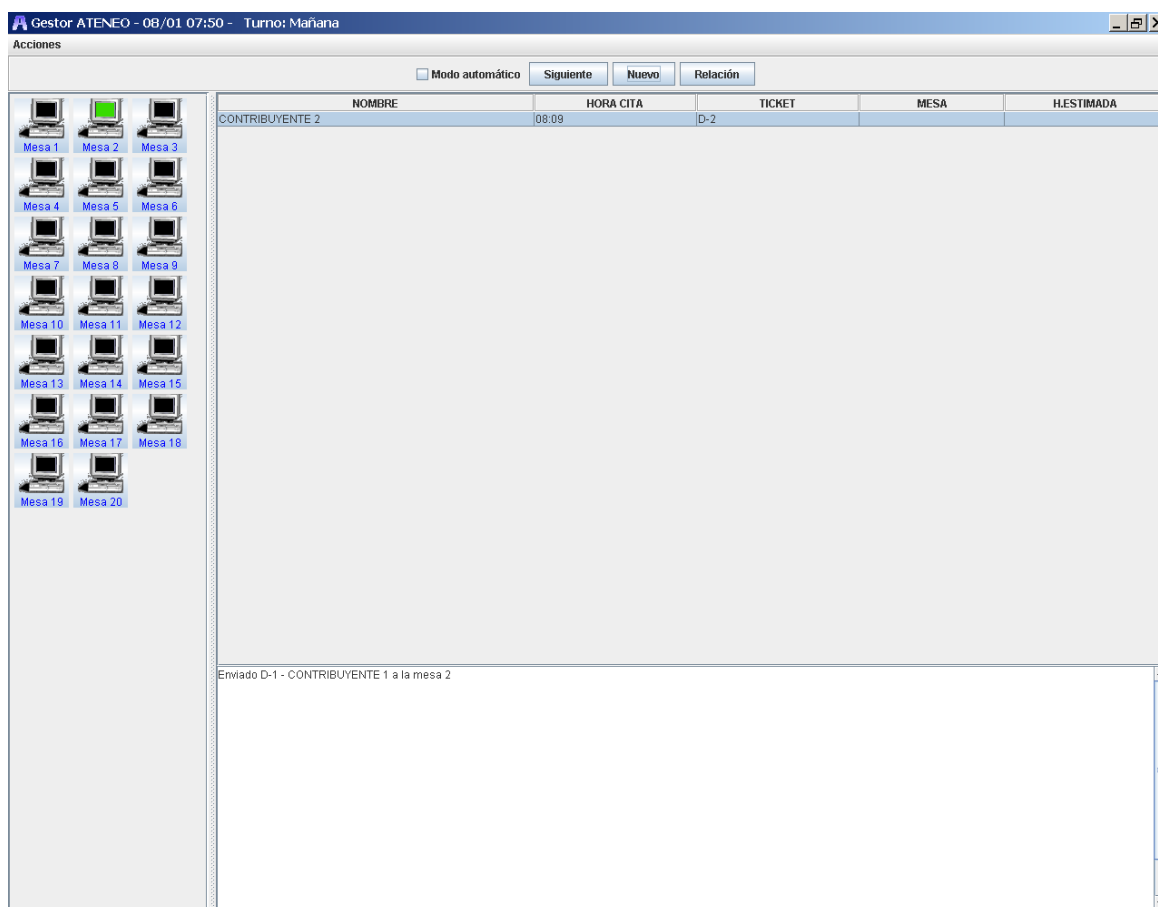 Gestor ATENEO - 08/01 07:50 - Turno: Mañana
Acciones
Modo automático Siguiente Nuevo Relación
NOMBRE HORA CITA TICKET MESA H.ESTIMADA
CONTRIBUYENTE 2 08:09 D-2
Mesa 1 Mesa 2 Mesa 3
Mesa 4 Mesa 5 Mesa 6
Mesa 7 Mesa 8 Mesa 9
Mesa 10 Mesa 11 Mesa 12
Mesa 13 Mesa 14 Mesa 15
Mesa 16 Mesa 17 Mesa 18
Mesa 19 Mesa 20
Enviado D-1 - CONTRIBUYENTE 1 a la mesa 2